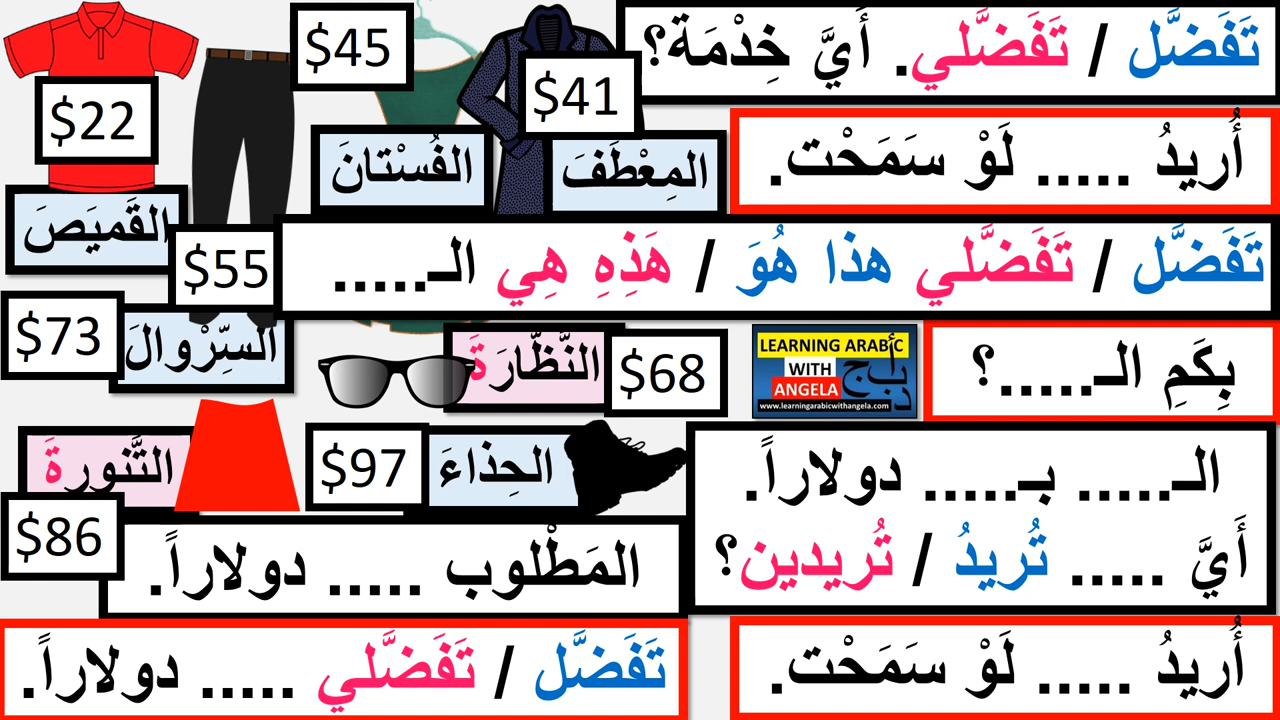 تَفَضَّل / تَفَضَّلي. أَيَّ خِدْمَة؟
أُريدُ ..... لَوْ سَمَحْت.
تَفَضَّل / تَفَضَّلي هذا هُوَ / هَذِهِ هِي الـ.....
بِكَمِ الـ.....؟
الـ..... بـ..... دولاراً.
أَيَّ ..... تُريدُ / تُريدين؟
أُريدُ ..... لَوْ سَمَحْت.
المَطْلوب ..... دولاراً.
تَفَضَّل / تَفَضَّلي ..... دولاراً.
$41
المِعْطَفَ
$45
الفُسْتانَ
$22
القَميَصَ
$55
$73
السِّرْوالَ
النَّظّارَةَ
$68
LEARNING ARABIC
WITH
ANGELA
أ ب ج د
www.learningarabicwithangela.com
الحِذاءَ
$97
التَّنورةَ
$86